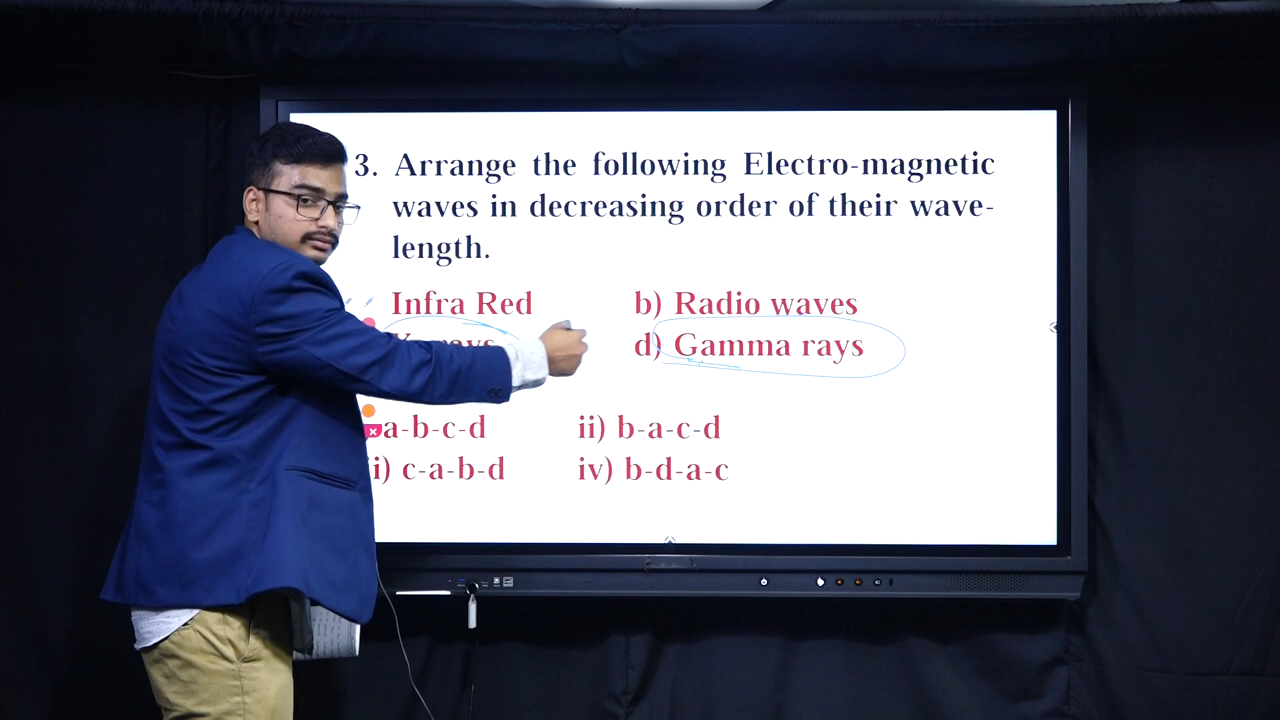 3. Arrange the following Electro-magnetic
waves in decreasing order of their wave-
length.
Infra Red b) Radio waves
rays d) Gamma rays
a-b-c-d ii) b-a-c-d
i) c-a-b-d iv) b-d-a-c